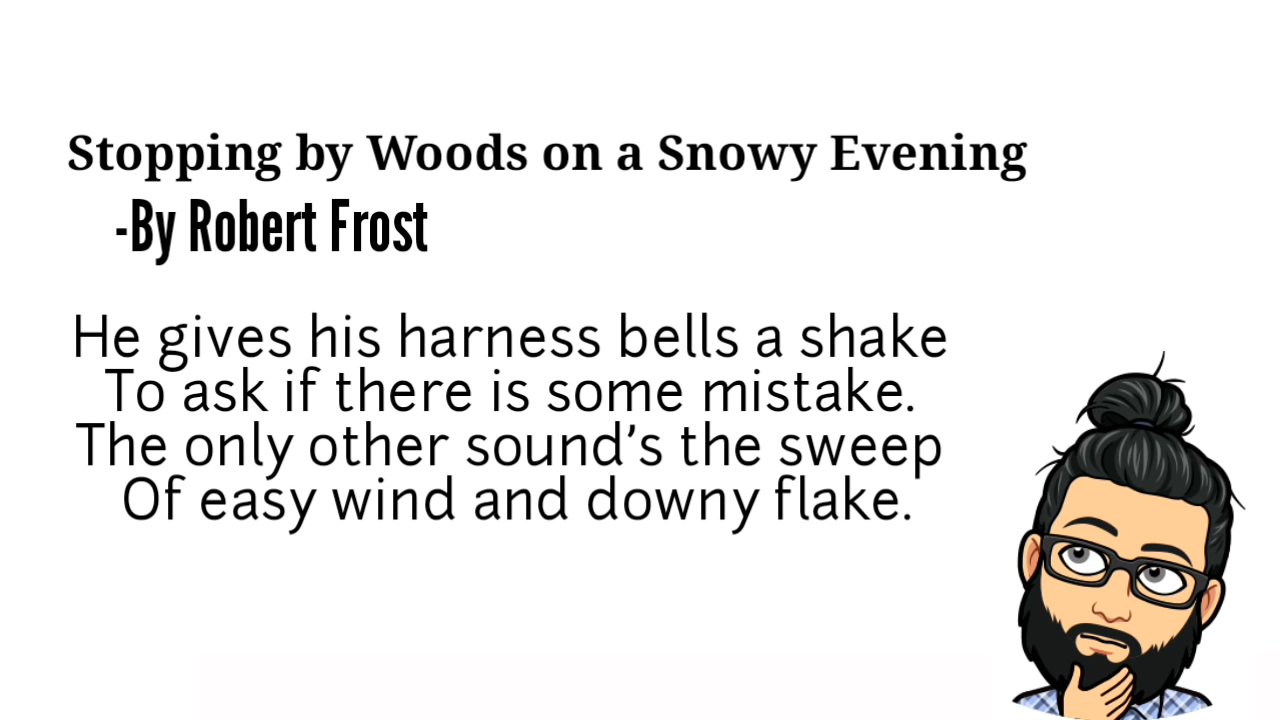 Stopping by Woods on a Snowy Evening
-By Robert Frost
He gives his harness bells a shake
To ask if there is some mistake.
The only other sound’s the sweep
Of easy wind and downy flake.